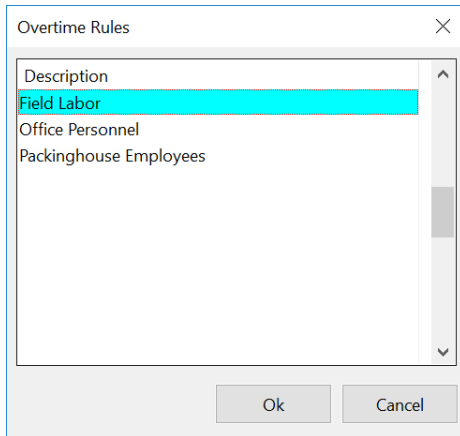 Overtime Rules
Description
Field Labor
Office Personnel
Packinghouse Employees
Ok Cancel